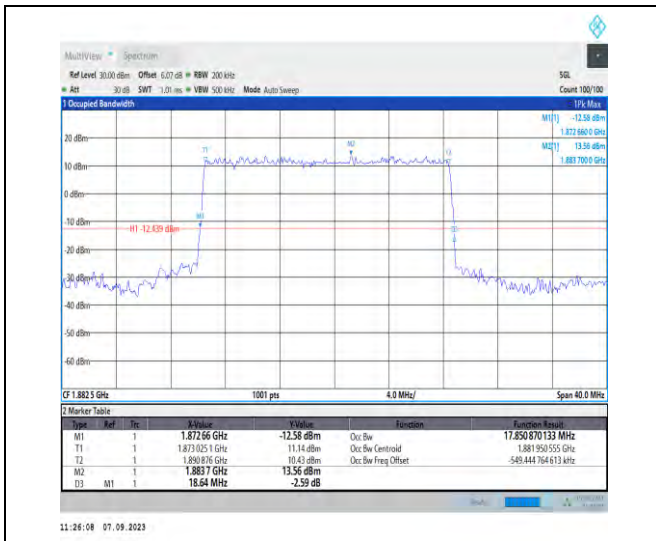 MultiView Spectrum
Ref Level 30.00 dBm Offset 6.07 dB RBW 200 kHz SGL
Att 30 dB SWT 1.01 ms VBW 500 kHz Mode Auto Sweep Count 100/100
1 Occupied Bandwidth 1Pk Max
M1[1] -12.58 dBm
1.872 660 0 GHz
M2[1] 13.56 dBm
1.883 700 0 GHz
20 dBm
M2
T1
10 dBm
0 dBm
-10 dBm
H1 -12.439 dBm
-20 dBm
-30 dBm
-40 dBm
-50 dBm
-60 dBm
CF 1.882 5 GHz 1001 pts 4.0 MHz/ Span 40.0 MHz
2 Marker Table
Type Ref Trc X-Value Y-Value Function Function Result
M1 1 1.872 66 GHz -12.58 dBm Occ Bw 17.850 870 133 MHz
T1 1 1.873 025 1 GHz 11.14 dBm Occ Bw Centroid 1.881 950 555 GHz
T2 1 1.890 876 GHz 10.43 dBm Occ Bw Freq Offset -549.444 764 613 kHz
M2 1 1.883 7 GHz 13.56 dBm
D3 M1 1 18.64 MHz -2.59 dB
11:26:08 07.09.2023